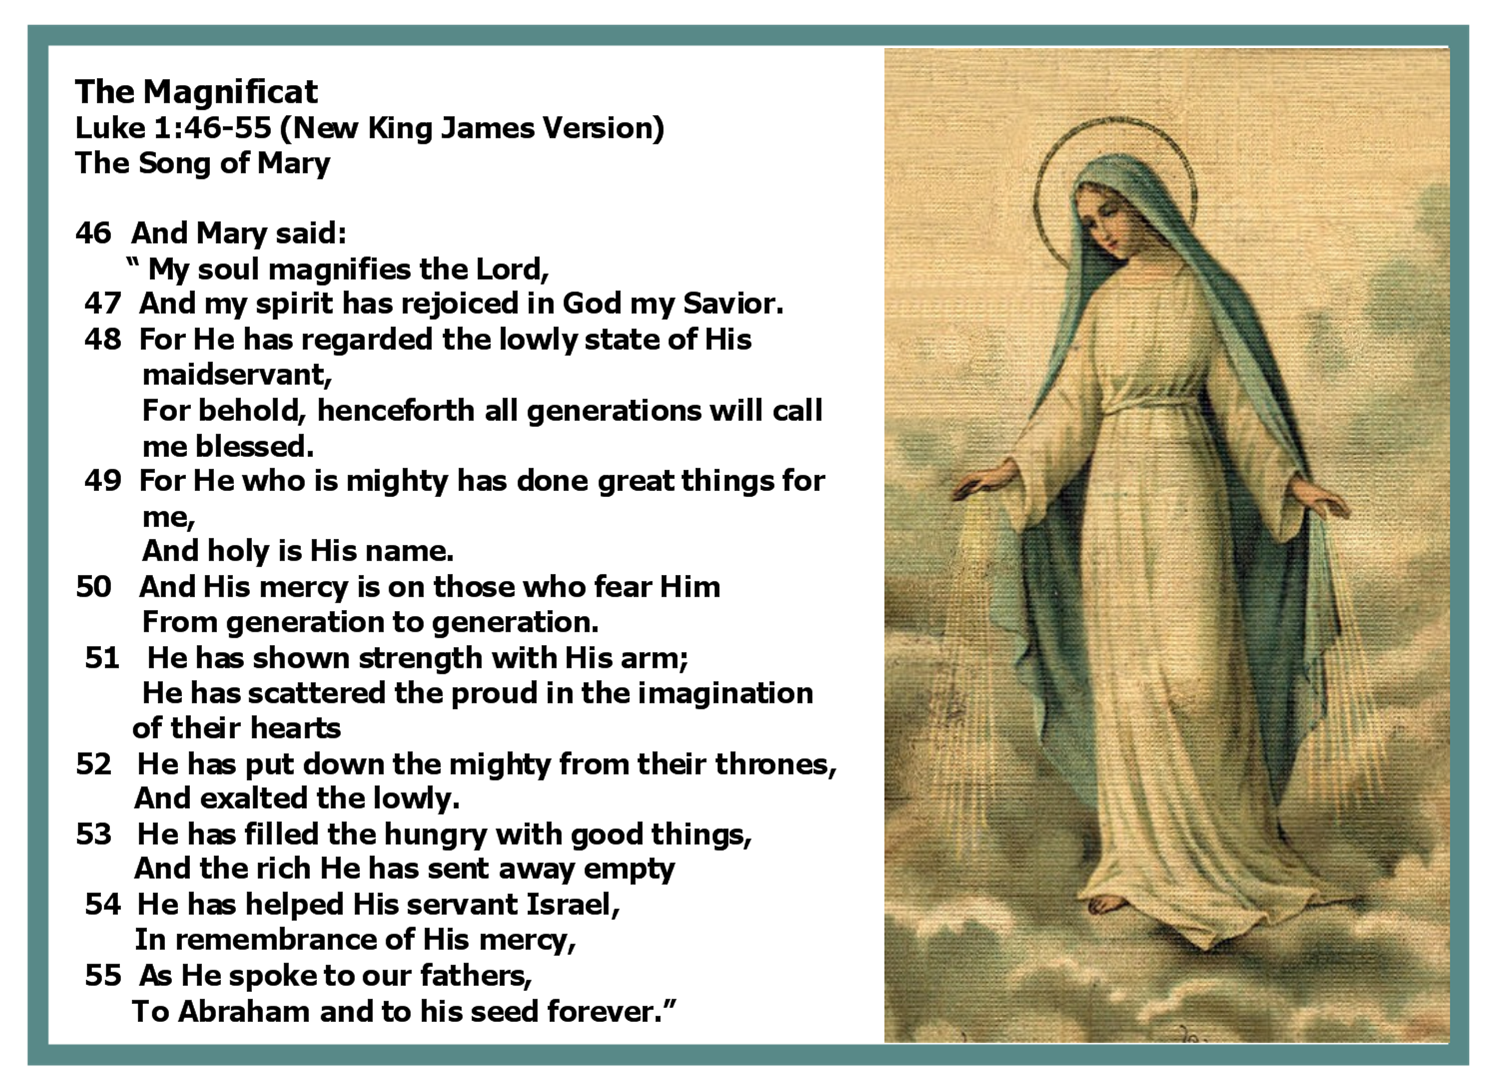 The Magnificat
Luke 1:46-55 (New King James Version)
The Song of Mary
46 And Mary said:
“ My soul magnifies the Lord,
47 And my spirit has rejoiced in God my Savior.
48 For He has regarded the lowly state of His
maidservant,
For behold, henceforth all generations will call
me blessed.
49 For He who is mighty has done great things for
me,
And holy is His name.
50 And His mercy is on those who fear Him
From generation to generation.
51 He has shown strength with His arm;
He has scattered the proud in the imagination
of their hearts
52 He has put down the mighty from their thrones,
And exalted the lowly.
53 He has filled the hungry with good things,
And the rich He has sent away empty
54 He has helped His servant Israel,
In remembrance of His mercy,
55 As He spoke to our fathers,
To Abraham and to his seed forever.”